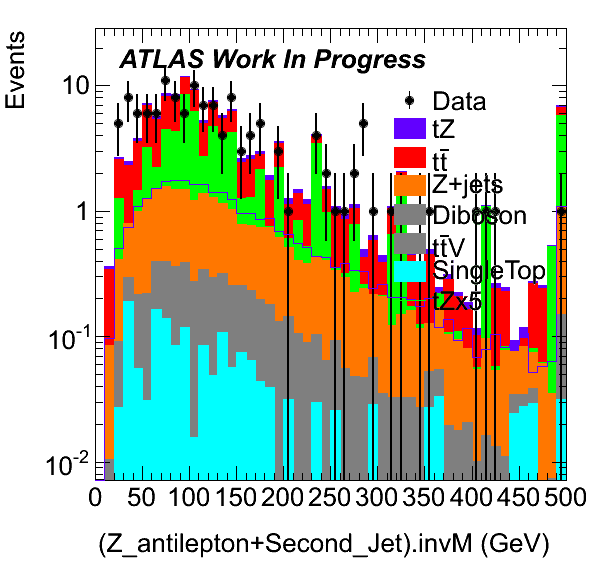 Events
ATLAS Work In Progress
Data
tZ
tt̄
Z+jets
Diboson
tt̄V
SingleTop
tZx5
10
1
10⁻¹
10⁻²
0 50 100 150 200 250 300 350 400 450 500
(Z_antilepton+Second_Jet).invM (GeV)